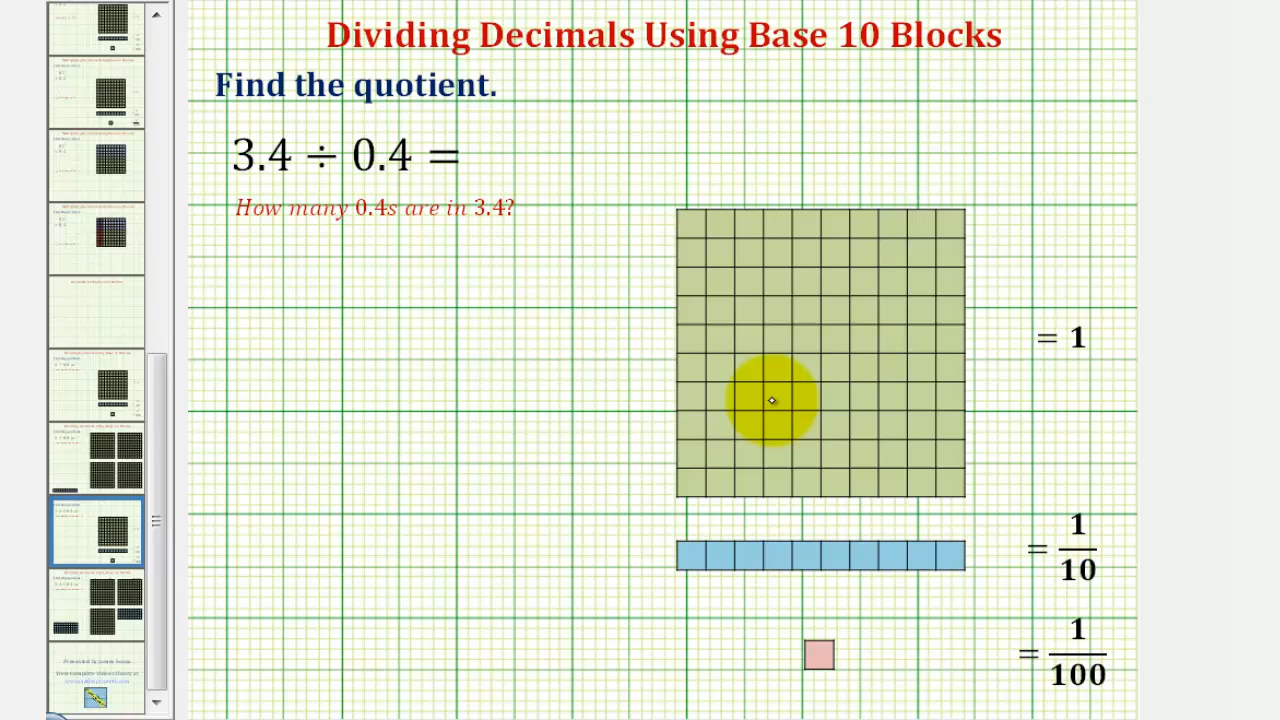 Dividing Decimals Using Base 10 Blocks
Find the quotient.
3.4 ÷ 0.4 =
How many 0.4s are in 3.4?
= 1
= 1/10
= 1/100